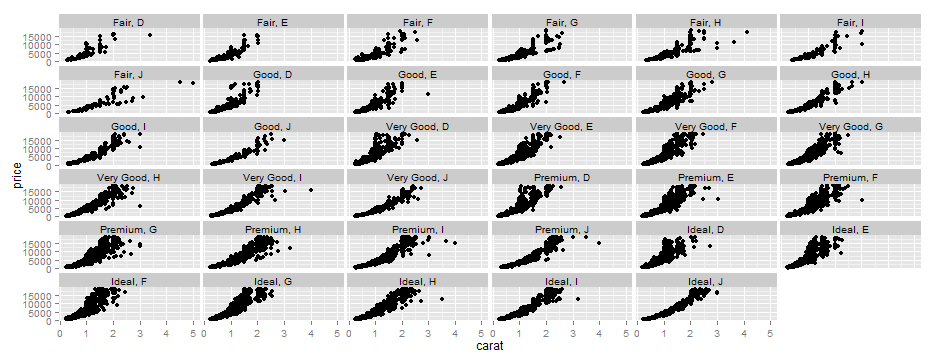 Fair, D Fair, E Fair, F Fair, G Fair, H Fair, I
15000
10000
5000
0
Fair, J Good, D Good, E Good, F Good, G Good, H
15000
10000
5000
0
Good, I Good, J Very Good, D Very Good, E Very Good, F Very Good, G
15000
10000
5000
0
price
Very Good, H Very Good, I Very Good, J Premium, D Premium, E Premium, F
15000
10000
5000
0
Premium, G Premium, H Premium, I Premium, J Ideal, D Ideal, E
15000
10000
5000
0
Ideal, F Ideal, G Ideal, H Ideal, I Ideal, J
15000
10000
5000
0
0 1 2 3 4 5 0 1 2 3 4 5 0 1 2 3 4 5 0 1 2 3 4 5 0 1 2 3 4 5
carat